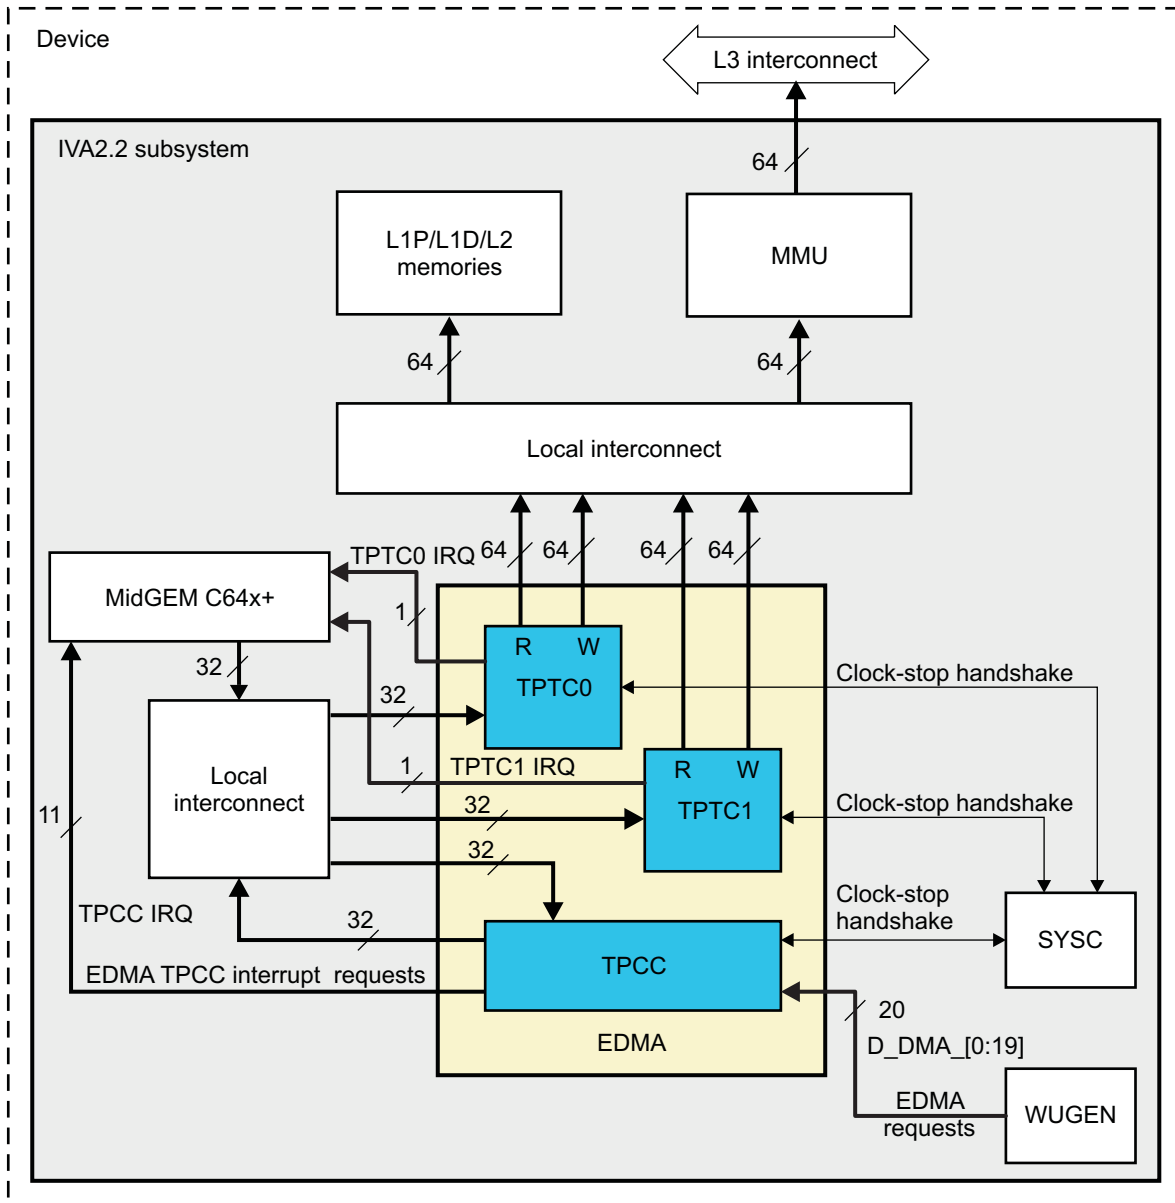 Device
L3 interconnect
IVA2.2 subsystem
64
L1P/L1D/L2
memories
MMU
64
64
Local interconnect
TPTC0 IRQ
64
64
64
64
MidGEM C64x+
1
R W
TPTC0
32
Clock-stop handshake
32
TPTC1 IRQ
1
R W
TPTC1
Local
interconnect
11
32
Clock-stop handshake
32
TPCC IRQ
32
Clock-stop
handshake
SYSC
TPCC
EDMA TPCC interrupt requests
20
D_DMA_[0:19]
EDMA
EDMA
requests
WUGEN